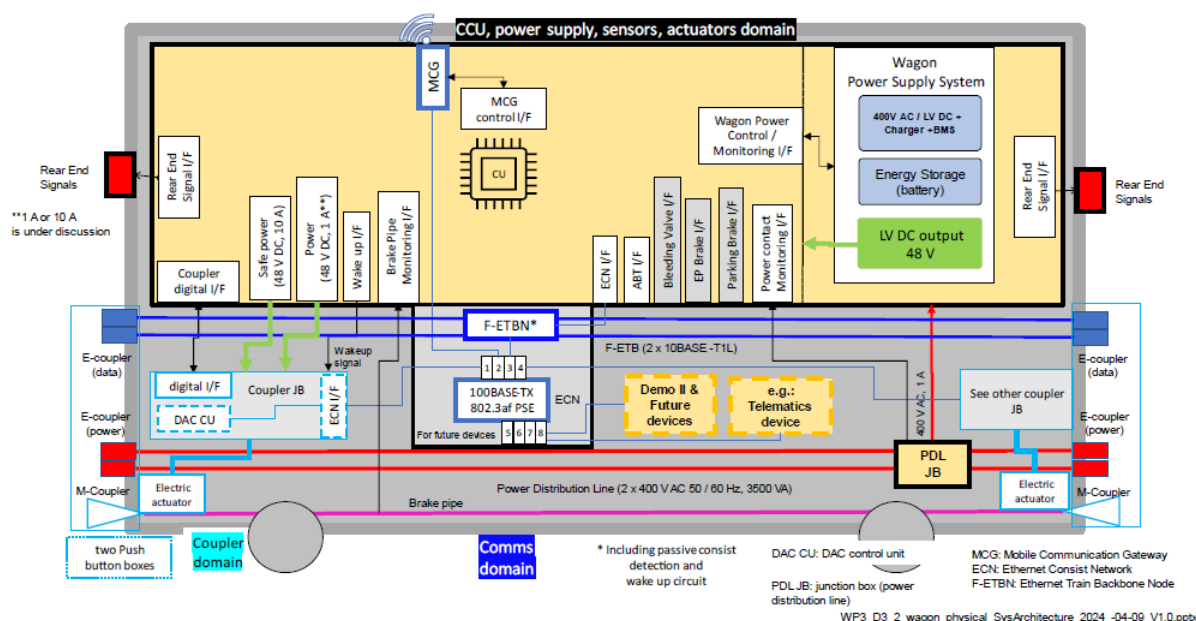 CCU, power supply, sensors, actuators domain
MCG
MCG
control I/F
CU
Wagon
Power Supply System
400V AC / LV DC +
Charger +BMS
Energy Storage
(battery)
LV DC output
48 V
Wagon Power
Control /
Monitoring I/F
Rear End
Signals
Rear End
Signal I/F
Rear End
Signal I/F
Rear End
Signals
**1 A or 10 A
is under discussion
Coupler
digital I/F
Safe power
(48 V DC, 10 A)
Power
(48 V DC, 1 A**)
Wake up I/F
Brake Pipe
Monitoring I/F
ECN I/F
ABT I/F
Bleeding Valve I/F
EP Brake I/F
Parking Brake I/F
Power contact
Monitoring I/F
F-ETBN*
F-ETB (2 x 10BASE -T1L)
E-coupler
(data)
E-coupler
(data)
Wakeup
signal
digital I/F
Coupler JB
DAC CU
ECN I/F
1 2 3 4
100BASE-TX
802.3af PSE
ECN
For future devices
5 6 7 8
Demo II &
Future
devices
e.g.:
Telematics
device
400 V AC, 1 A
See other coupler
JB
E-coupler
(power)
E-coupler
(power)
PDL
JB
M-Coupler
Electric
actuator
Power Distribution Line (2 x 400 V AC 50 / 60 Hz, 3500 VA)
Brake pipe
Electric
actuator
M-Coupler
two Push
button boxes
Coupler
domain
Comms
domain
* Including passive consist
detection and
wake up circuit
DAC CU: DAC control unit
PDL JB: junction box (power
distribution line)
MCG: Mobile Communication Gateway
ECN: Ethernet Consist Network
F-ETBN: Ethernet Train Backbone Node
WP3_D3_2_wagon_physical_SysArchitecture_2024_-04-09_V1.0.pptx